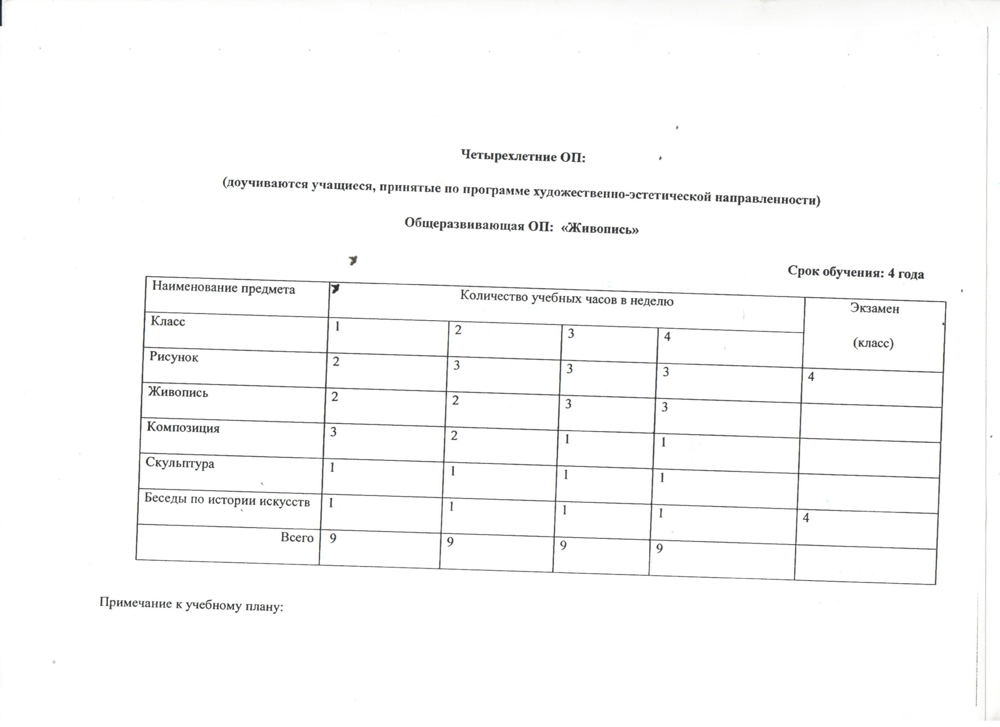 Четырехлетние ОП:
(доучиваются учащиеся, принятые по программе художественно-эстетической направленности)
Общеразвивающая ОП: «Живопись»
Срок обучения: 4 года
Наименование предмета Количество учебных часов в неделю Экзамен
(класс)
Класс 1 2 3 4
Рисунок 2 3 3 3 4
Живопись 2 2 3 3
Композиция 3 2 1 1
Скульптура 1 1 1 1
Беседы по истории искусств 1 1 1 1 4
Всего 9 9 9 9
Примечание к учебному плану: